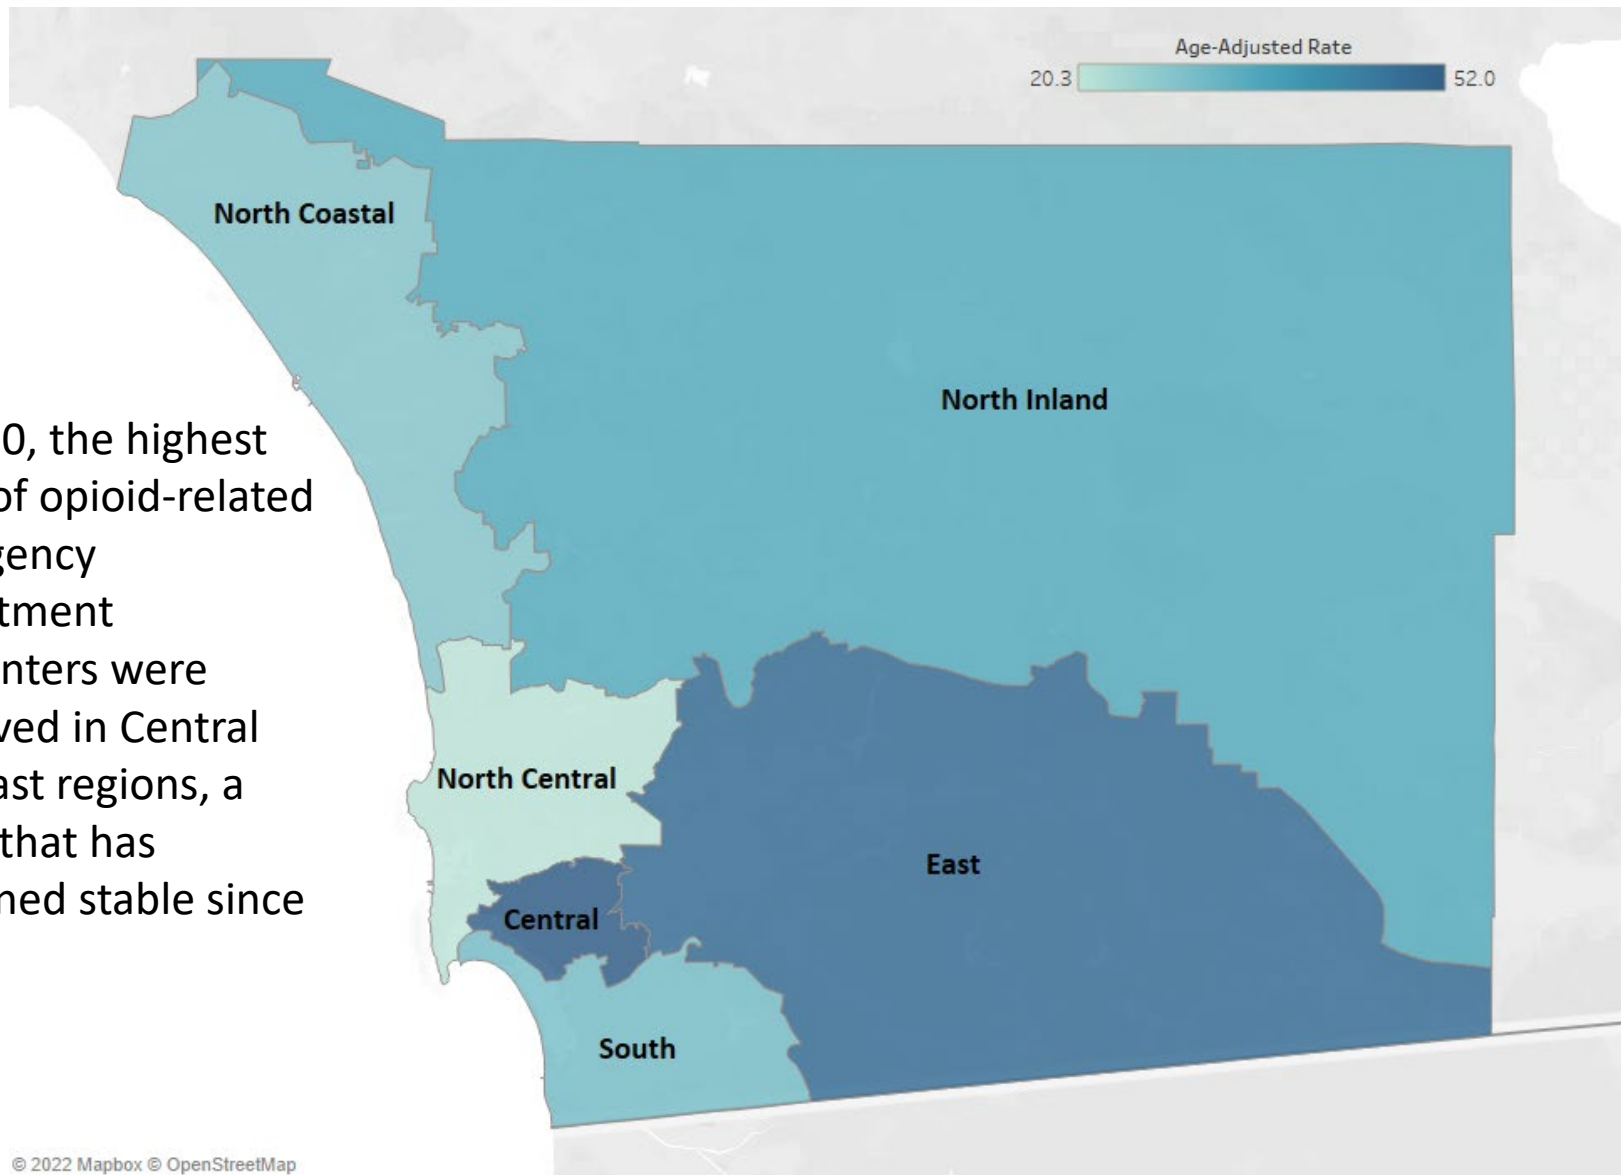 Age-Adjusted Rate
20.3 52.0
North Coastal
North Inland
0, the highest
of opioid-related
gency
tment
nters were
ved in Central
ast regions, a
that has
ned stable since
North Central
East
Central
South
© 2022 Mapbox © OpenStreetMap